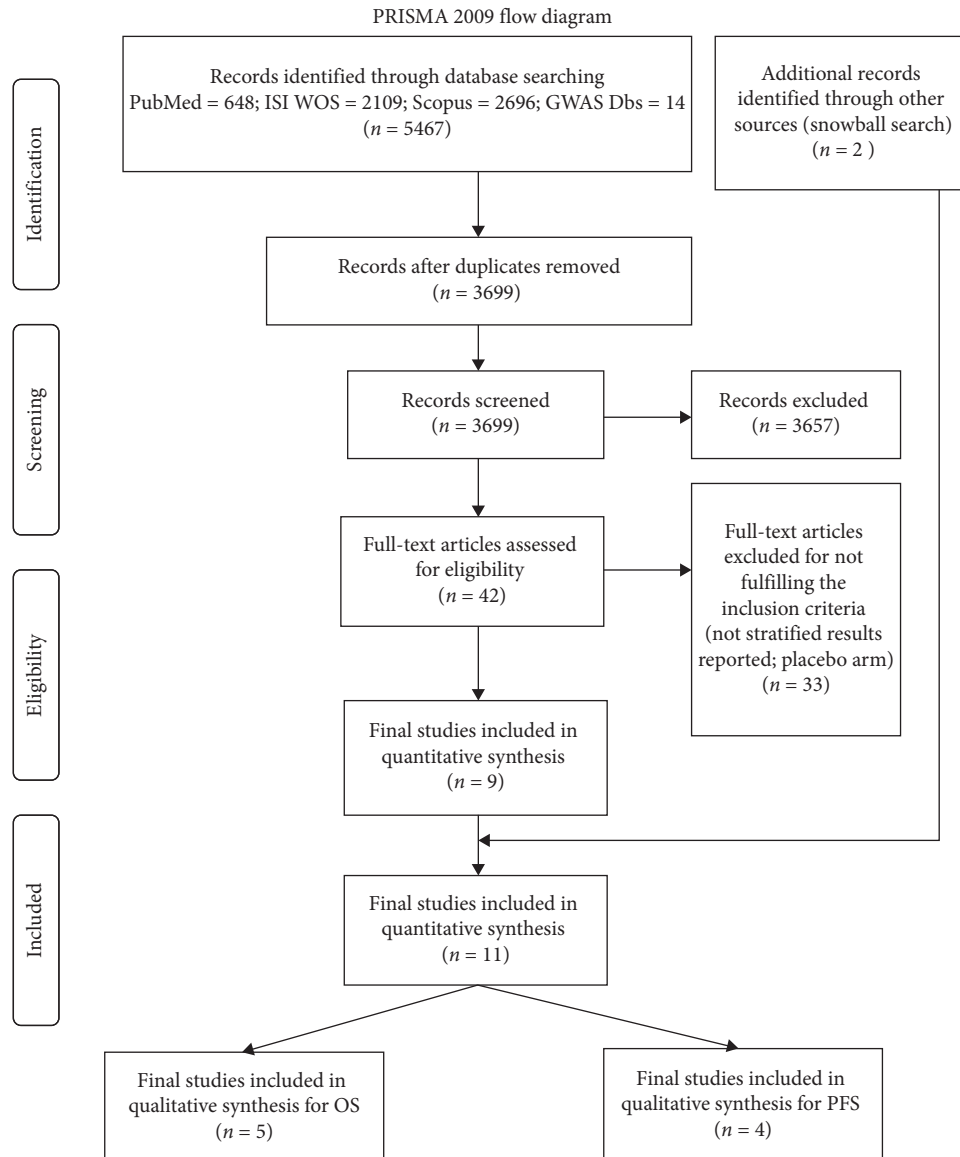 PRISMA 2009 flow diagram
Identification
Records identified through database searching
PubMed = 648; ISI WOS = 2109; Scopus = 2696; GWAS Dbs = 14
(n = 5467)
Additional records
identified through other
sources (snowball search)
(n = 2 )
Records after duplicates removed
(n = 3699)
Screening
Records screened
(n = 3699)
Records excluded
(n = 3657)
Eligibility
Full-text articles assessed
for eligibility
(n = 42)
Full-text articles
excluded for not
fulfilling the
inclusion criteria
(not stratified results
reported; placebo arm)
(n = 33)
Final studies included in
quantitative synthesis
(n = 9)
Included
Final studies included in
quantitative synthesis
(n = 11)
Final studies included in
qualitative synthesis for OS
(n = 5)
Final studies included in
qualitative synthesis for PFS
(n = 4)